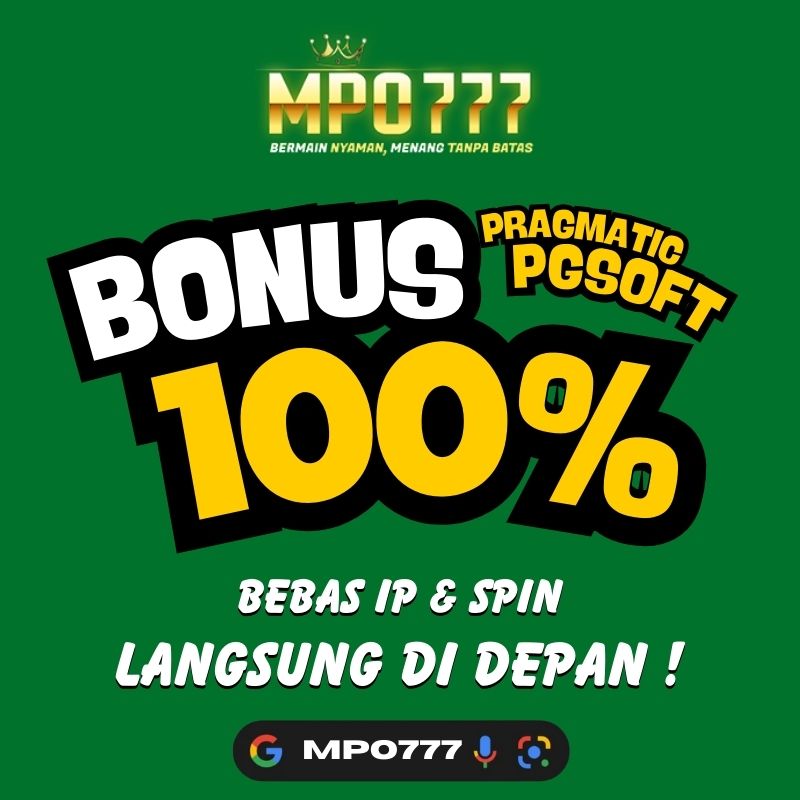 MPO777
BERMAIN NYAMAN, MENANG TANPA BATAS
BONUS
PRAGMATIC
PGSOFT
100%
BEBAS IP & SPIN
LANGSUNG DI DEPAN !
G MPO777